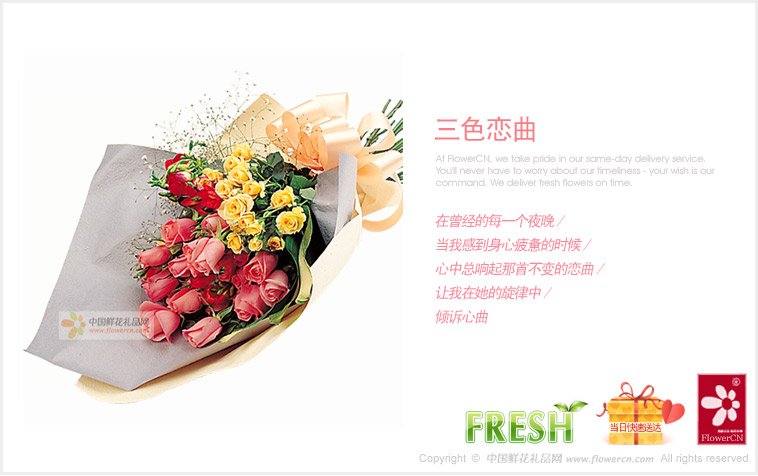 三色恋曲
At FlowerCN, we take pride in our same-day delivery service.
You'll never have to worry about our timeliness - your wish is our
command. We deliver fresh flowers on time.
在曾经的每一个夜晚 /
当我感到身心疲惫的时候 /
心中总响起那首不变的恋曲 /
让我在她的旋律中 /
倾诉心曲
中国鲜花礼品网
www.flowercn.com
FRESH
当日快速送达
FlowerCN
Copyright © 中国鲜花礼品网 www.flowercn.com All rights reserved.